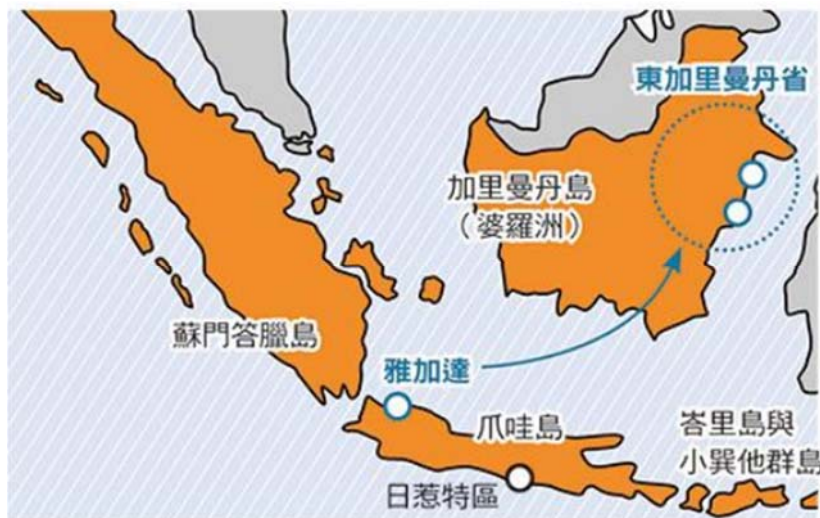 東加里曼丹省
加里曼丹島
（婆羅洲）
蘇門答臘島
雅加達
爪哇島
峇里島與
小巽他群島
日惹特區